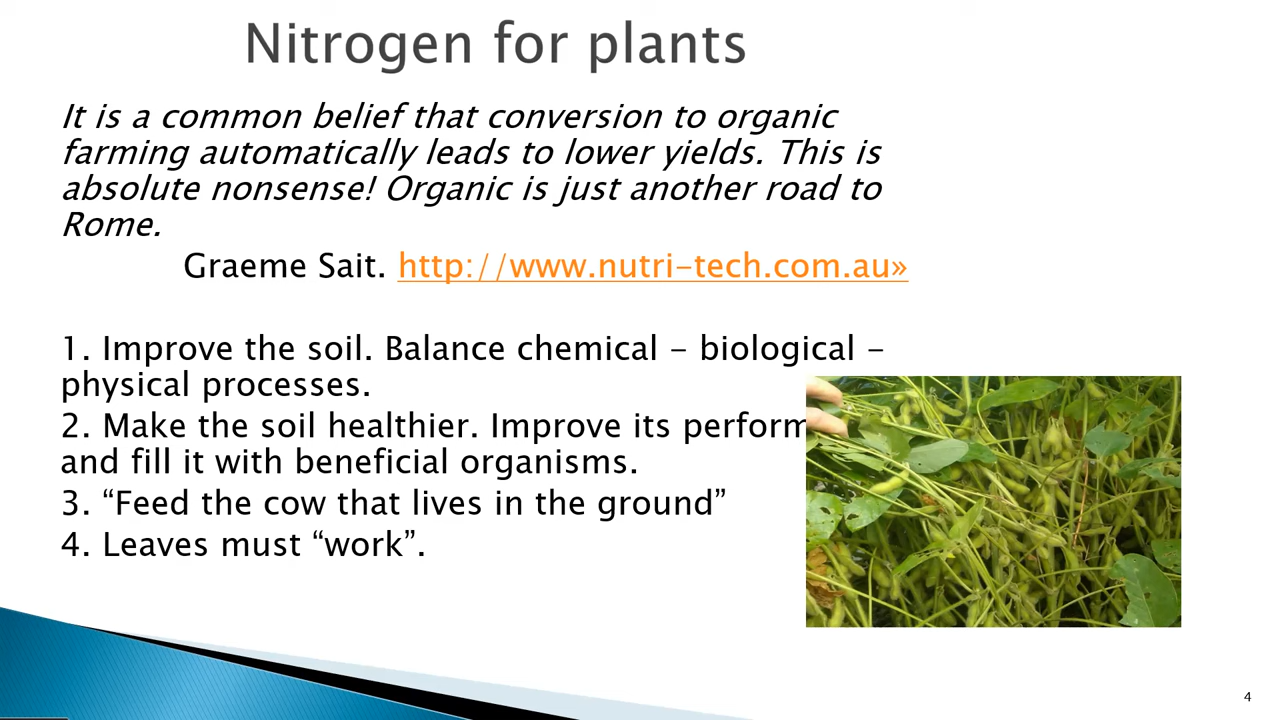 Nitrogen for plants
It is a common belief that conversion to organic
farming automatically leads to lower yields. This is
absolute nonsense! Organic is just another road to
Rome.
Graeme Sait. http://www.nutri-tech.com.au»
1. Improve the soil. Balance chemical – biological –
physical processes.
2. Make the soil healthier. Improve its perform
and fill it with beneficial organisms.
3. “Feed the cow that lives in the ground”
4. Leaves must “work”.
4